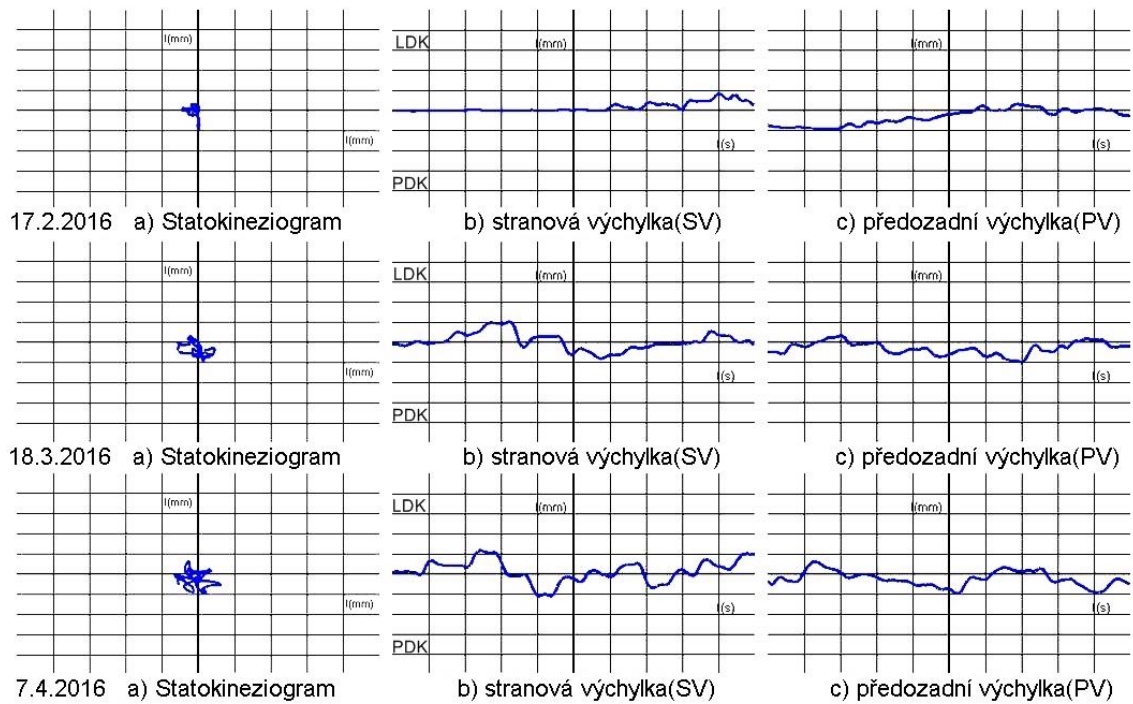 l(mm)
l(mm)
LDK
l(mm)
l(s)
PDK
l(mm)
l(s)
17.2.2016 a) Statokineziogram b) stranová výchylka(SV) c) předozadní výchylka(PV)
l(mm)
l(mm)
LDK
l(mm)
l(s)
PDK
l(mm)
l(s)
18.3.2016 a) Statokineziogram b) stranová výchylka(SV) c) předozadní výchylka(PV)
l(mm)
l(mm)
LDK
l(mm)
l(s)
PDK
l(mm)
l(s)
7.4.2016 a) Statokineziogram b) stranová výchylka(SV) c) předozadní výchylka(PV)